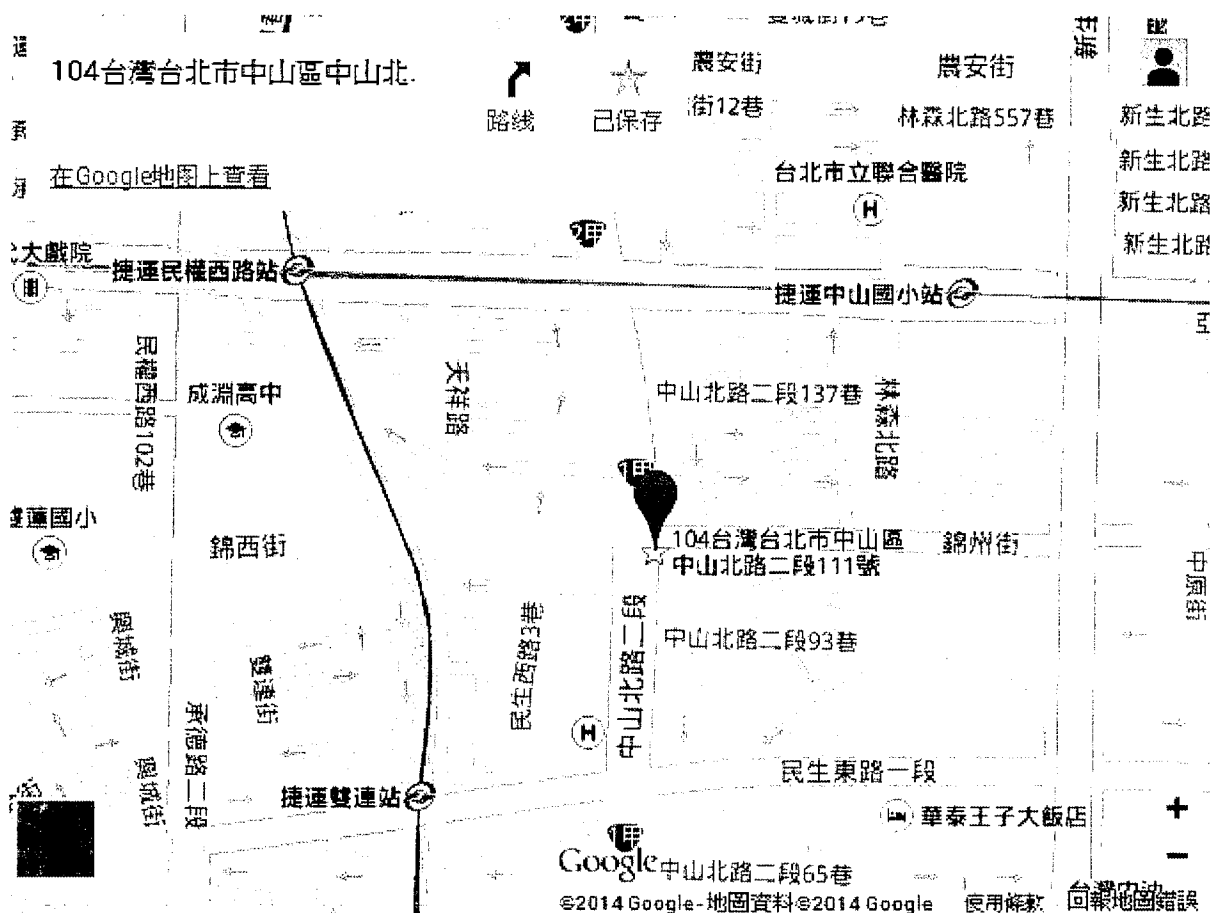 104台灣台北市中山區中山北.
路线
已保存
在Google地图上查看
農安街
街12巷
農安街
林森北路557巷
新生北路
新生北路
新生北路
新生北路
台北市立聯合醫院
H
大戲院
捷運民權西路站
捷運中山國小站
民權西路102巷
成淵高中
天祥路
中山北路二段137巷
林森北路
蓮國小
錦西街
104台灣台北市中山區
中山北路二段111號
錦州街
中原街
興城街
雙連街
民生西路3巷
中山北路二段
中山北路二段93巷
承德路二段
興城街
H
捷運雙連站
民生東路一段
華泰王子大飯店
+
−
Google
中山北路二段65巷
©2014 Google-地圖資料©2014 Google
使用條款
回報地圖錯誤